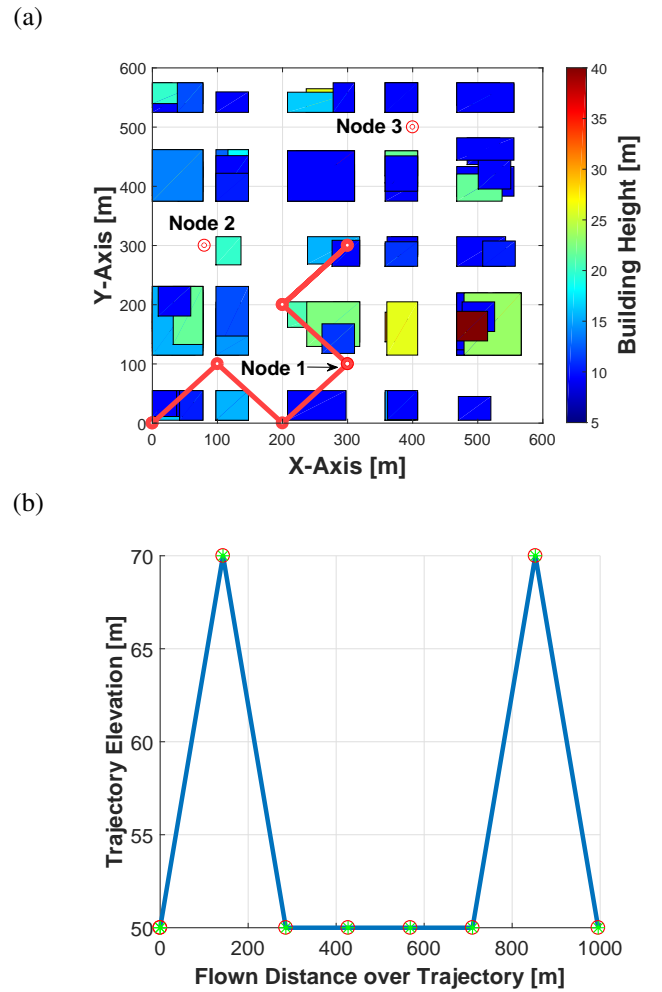 (a)
600
500
400
300
200
100
0
0 100 200 300 400 500 600
Y-Axis [m]
X-Axis [m]
Node 3
Node 2
Node 1
40
35
30
25
20
15
10
5
Building Height [m]
(b)
70
65
60
55
50
0 200 400 600 800 1000
Trajectory Elevation [m]
Flown Distance over Trajectory [m]